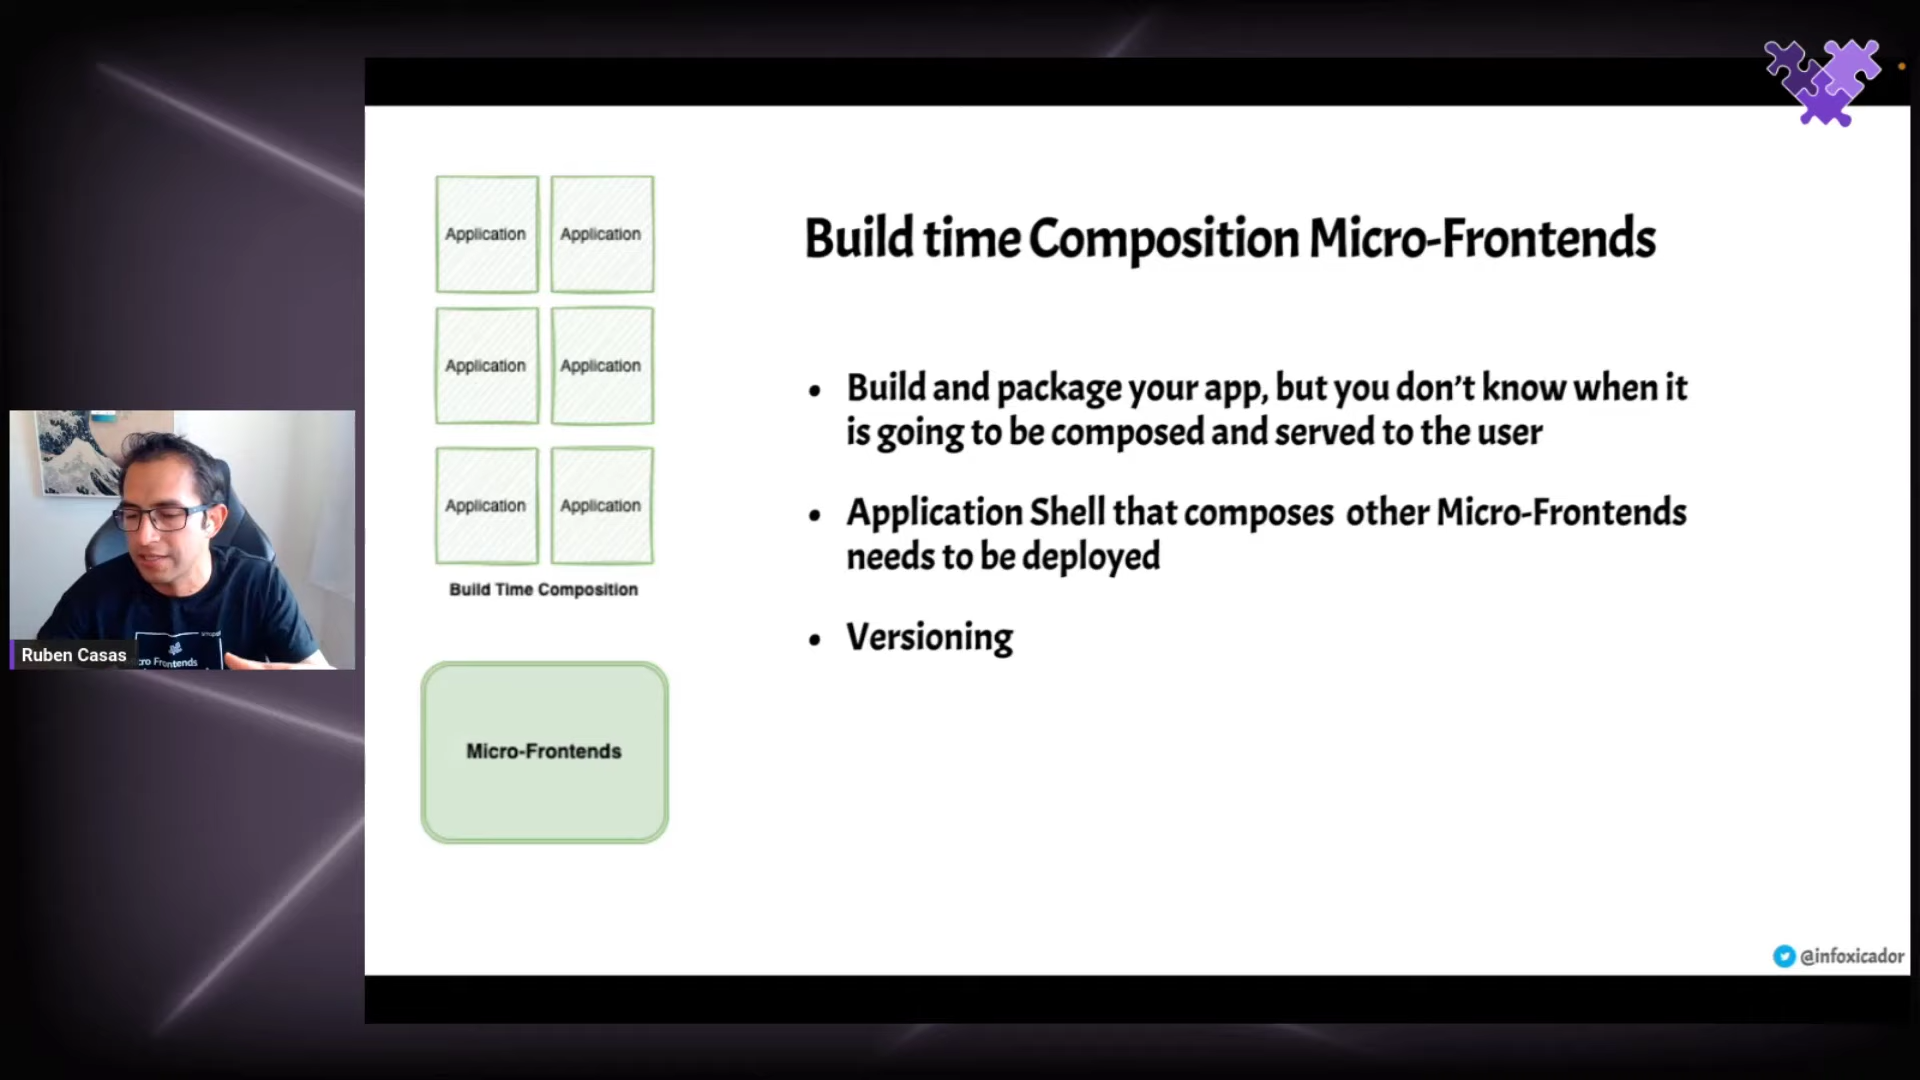 Application Application
Application Application
Application Application
Build Time Composition
Micro-Frontends
Build time Composition Micro-Frontends
• Build and package your app, but you don’t know when it
is going to be composed and served to the user
• Application Shell that composes other Micro-Frontends
needs to be deployed
• Versioning
@infoxicador
Ruben Casas
cro Frontends